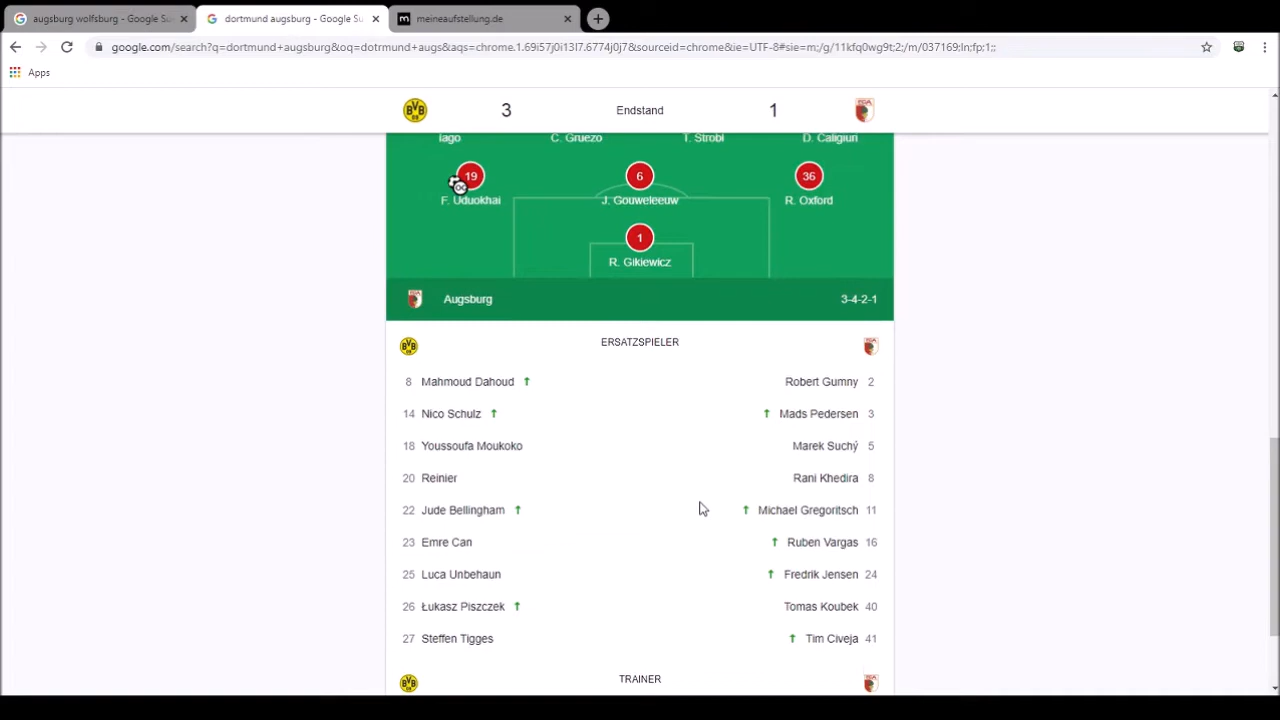 augsburg wolfsburg - Google Su
dortmund augsburg - Google Su
meineaufstellung.de
google.com/search?q=dortmund+augsburg&oq=dotrmund+augs&aqs=chrome.1.69i57j0i13l7.6774j0j7&sourceid=chrome&ie=UTF-8#sie=m;/g/11kfq0wg9t:2;/m/037169;ln;fp;1;;
Apps
3 Endstand 1
Iago C. Gruezo T. Strobl D. Caligiuri
19 6 36
F. Uduokhai J. Gouweleeuw R. Oxford
1
R. Gikiewicz
Augsburg 3-4-2-1
ERSATZSPIELER
8 Mahmoud Dahoud Robert Gumny 2
14 Nico Schulz Mads Pedersen 3
18 Youssoufa Moukoko Marek Suchý 5
20 Reinier Rani Khedira 8
22 Jude Bellingham Michael Gregoritsch 11
23 Emre Can Ruben Vargas 16
25 Luca Unbehaun Fredrik Jensen 24
26 Łukasz Piszczek Tomas Koubek 40
27 Steffen Tigges Tim Civeja 41
TRAINER